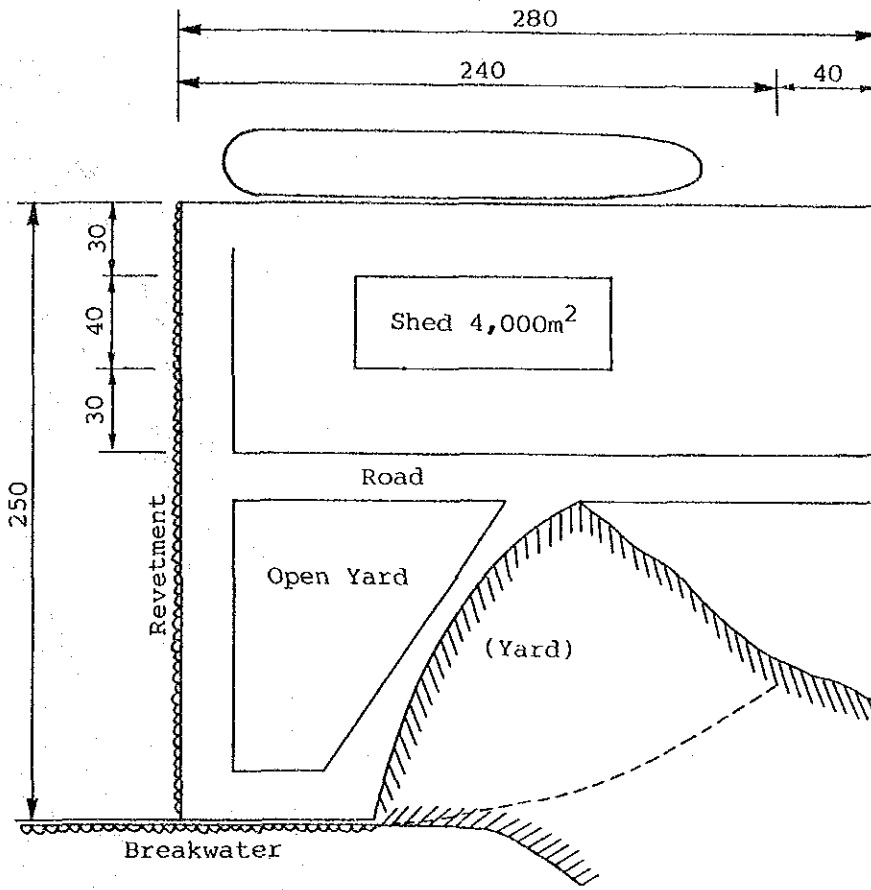 280
240
40
30
Shed 4,000m²
40
30
Road
250
Revetment
Open Yard
(Yard)
Breakwater